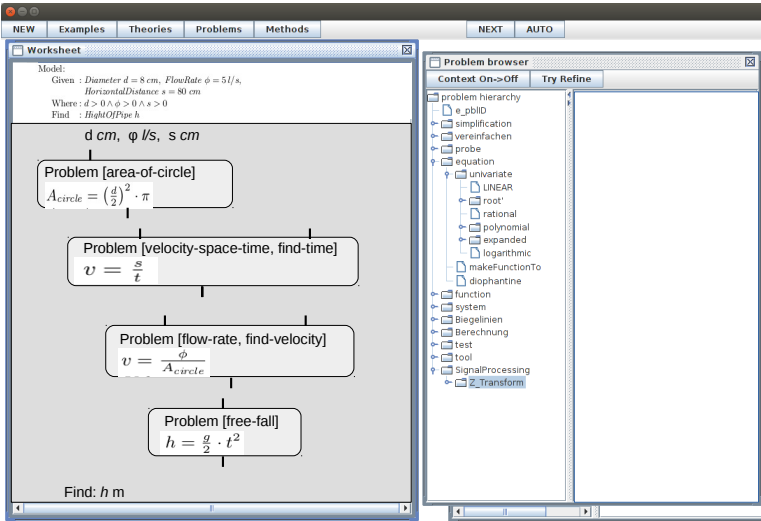 NEW Examples Theories Problems Methods NEXT AUTO
Worksheet
Model:
Given : Diameter d = 8 cm, FlowRate ϕ = 5 l/s,
HorizontalDistance s = 80 cm
Where : d > 0 ∧ ϕ > 0 ∧ s > 0
Find : HightOfPipe h
d cm, φ l/s, s cm
Problem [area-of-circle]
A_circle = (d/2)^2 · π
Problem [velocity-space-time, find-time]
v = s/t
Problem [flow-rate, find-velocity]
v = ϕ/A_circle
Problem [free-fall]
h = g/2 · t^2
Find: h m
Problem browser
Context On->Off Try Refine
problem hierarchy
e_pblID
simplification
vereinfachen
probe
equation
univariate
LINEAR
root'
rational
polynomial
expanded
logarithmic
makeFunctionTo
diophantine
function
system
Biegelinien
Berechnung
test
tool
SignalProcessing
Z_Transform